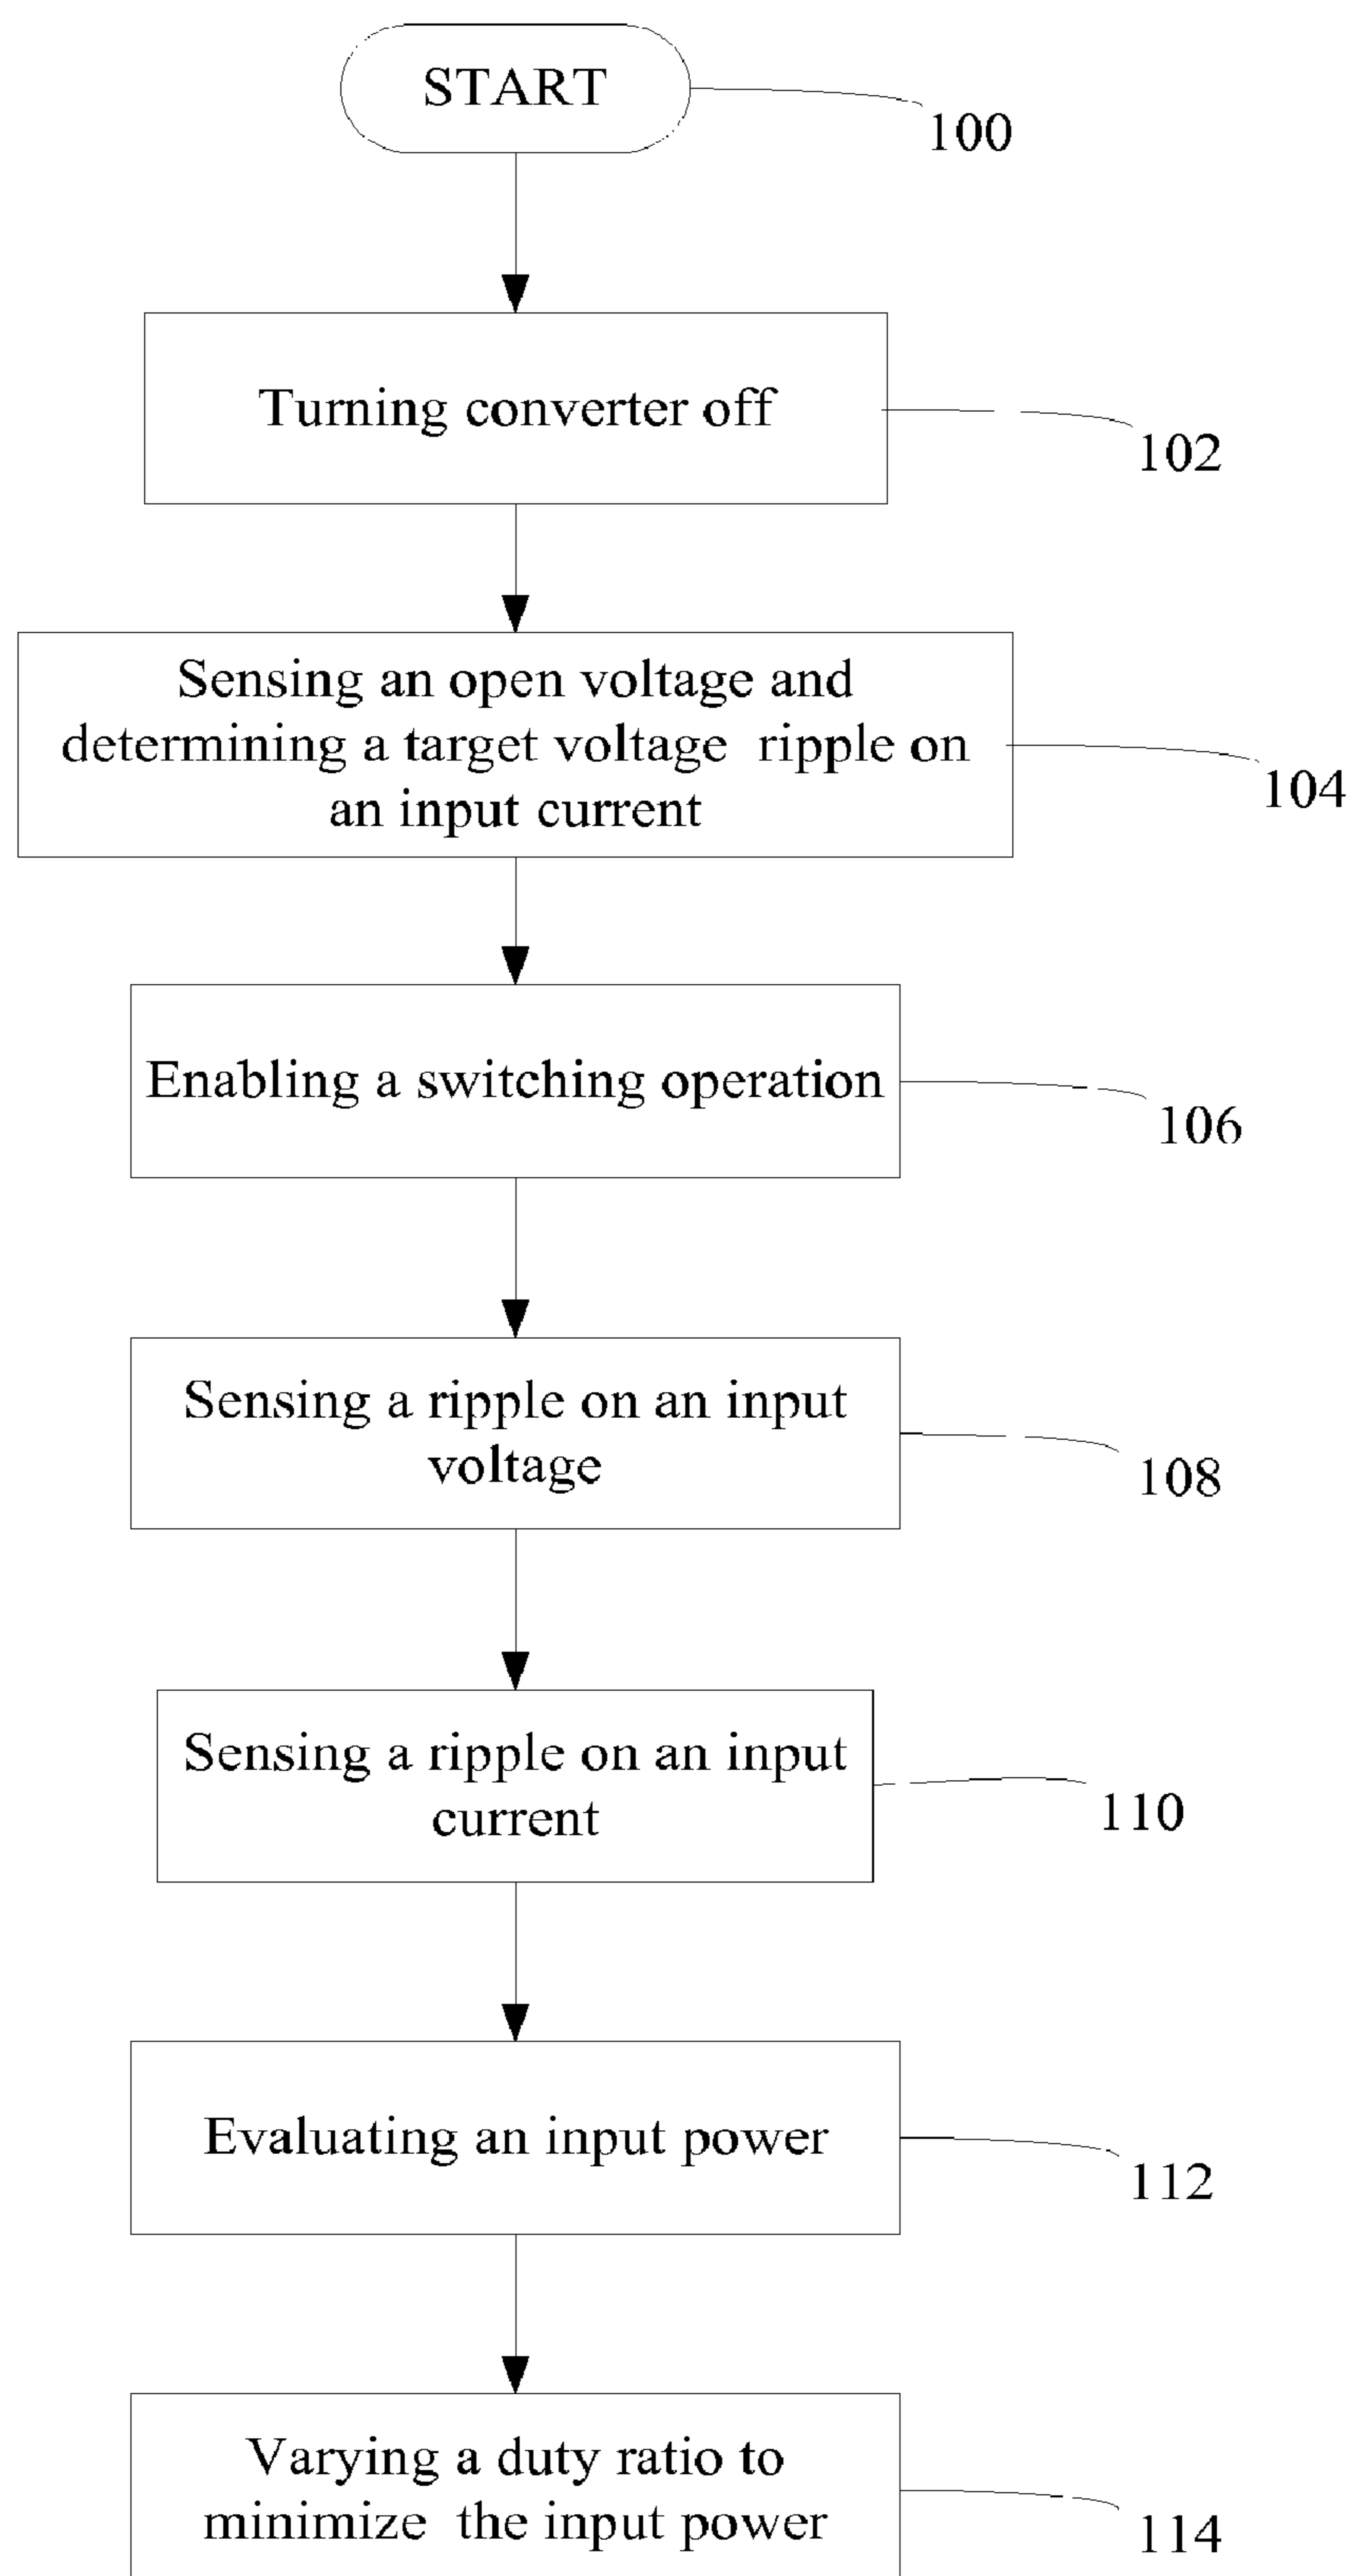 START
100
Turning converter off
102
Sensing an open voltage and
determining a target voltage ripple on
an input current
104
Enabling a switching operation
106
Sensing a ripple on an input
voltage
108
Sensing a ripple on an input
current
110
Evaluating an input power
112
Varying a duty ratio to
minimize the input power
114